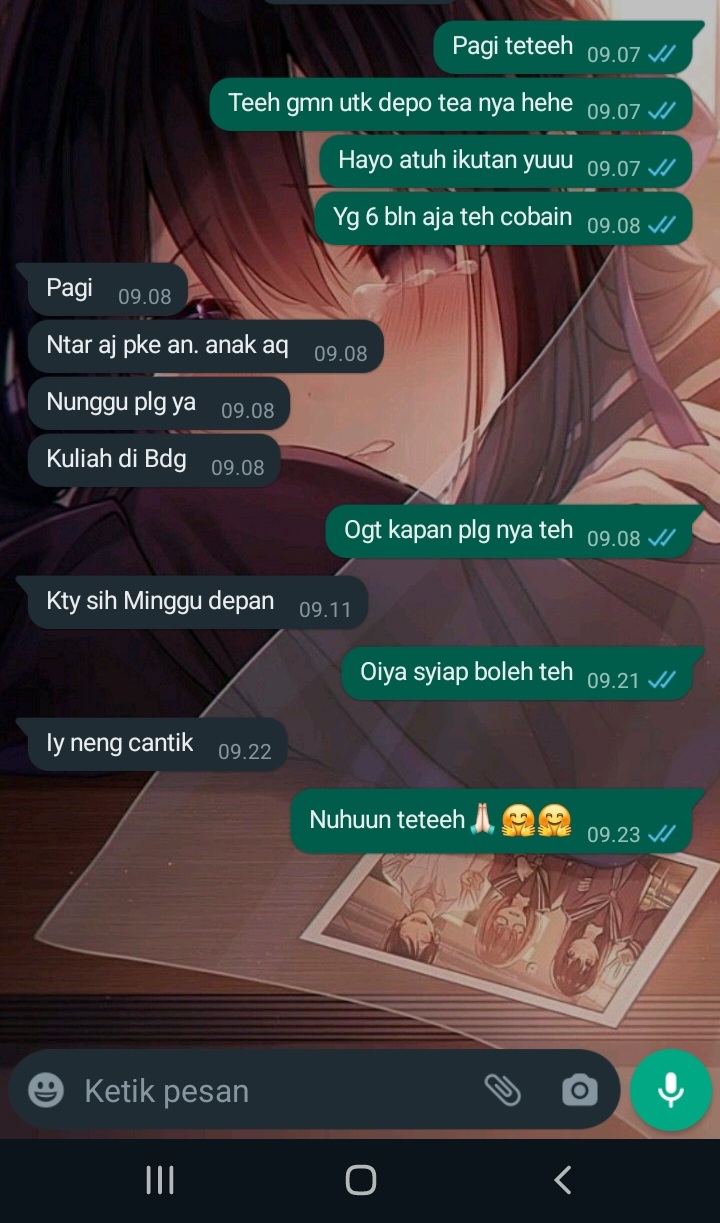 Pagi teteeh 09.07
Teeh gmn utk depo tea nya hehe 09.07
Hayo atuh ikutan yuuu 09.07
Yg 6 bln aja teh cobain 09.08
Pagi 09.08
Ntar aj pke an. anak aq 09.08
Nunggu plg ya 09.08
Kuliah di Bdg 09.08
Ogt kapan plg nya teh 09.08
Kty sih Minggu depan 09.11
Oiya syiap boleh teh 09.21
Iy neng cantik 09.22
Nuhuun teteeh🙏🏻🤗🤗 09.23
Ketik pesan